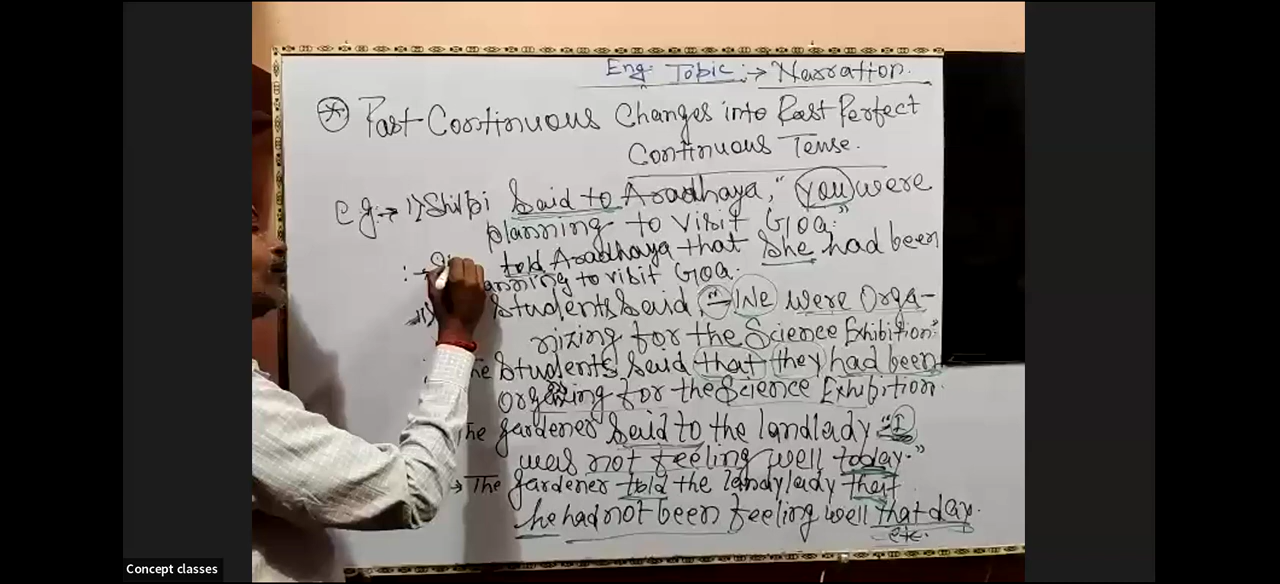 Eng. Topic :→ Narration.
Past Continuous Changes into Past Perfect
Continuous Tense.
e.g.→ 1) Shilpi Said to Aradhaya, "You were
planning to visit Goa."
:→ told Aradhaya that She had been
anning to visit Goa.
Students Said, "We were Orga-
nizing for the Science Exhibition."
The Students Said that they had been
organizing for the Science Exhibition.
The gardener Said to the landlady "I
was not feeling well today."
→ The gardener told the landylady that
he had not been feeling well that day.
etc.
Concept classes